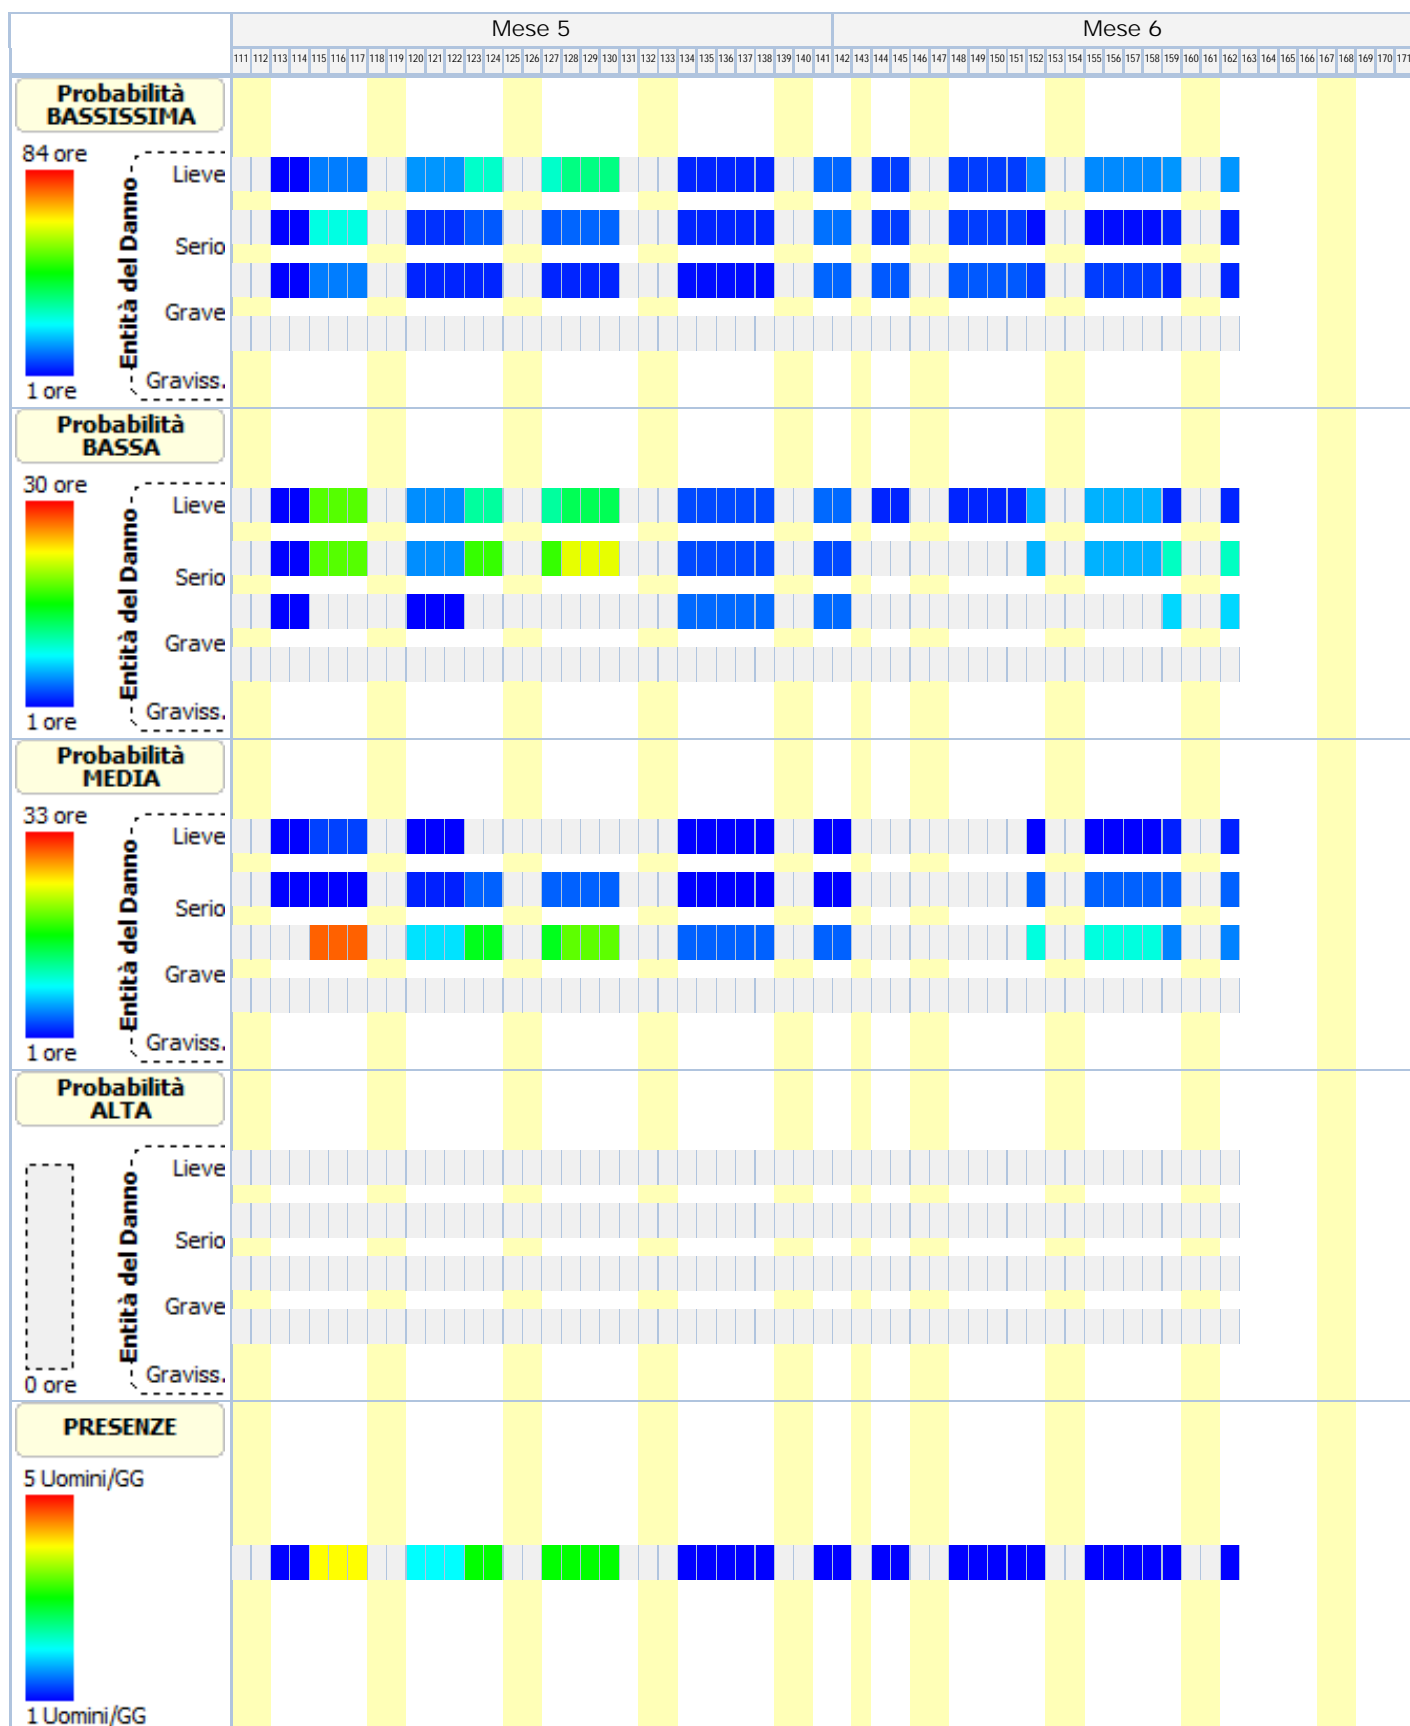 Mese 5 Mese 6
111 112 113 114 115 116 117 118 119 120 121 122 123 124 125 126 127 128 129 130 131 132 133 134 135 136 137 138 139 140 141 142 143 144 145 146 147 148 149 150 151 152 153 154 155 156 157 158 159 160 161 162 163 164 165 166 167 168 169 170 171
Probabilità
BASSISSIMA
84 ore
Lieve
Serio
Grave
Graviss.
Entità del Danno
1 ore
Probabilità
BASSA
30 ore
Lieve
Serio
Grave
Graviss.
Entità del Danno
1 ore
Probabilità
MEDIA
33 ore
Lieve
Serio
Grave
Graviss.
Entità del Danno
1 ore
Probabilità
ALTA
Lieve
Serio
Grave
Graviss.
Entità del Danno
0 ore
PRESENZE
5 Uomini/GG
1 Uomini/GG